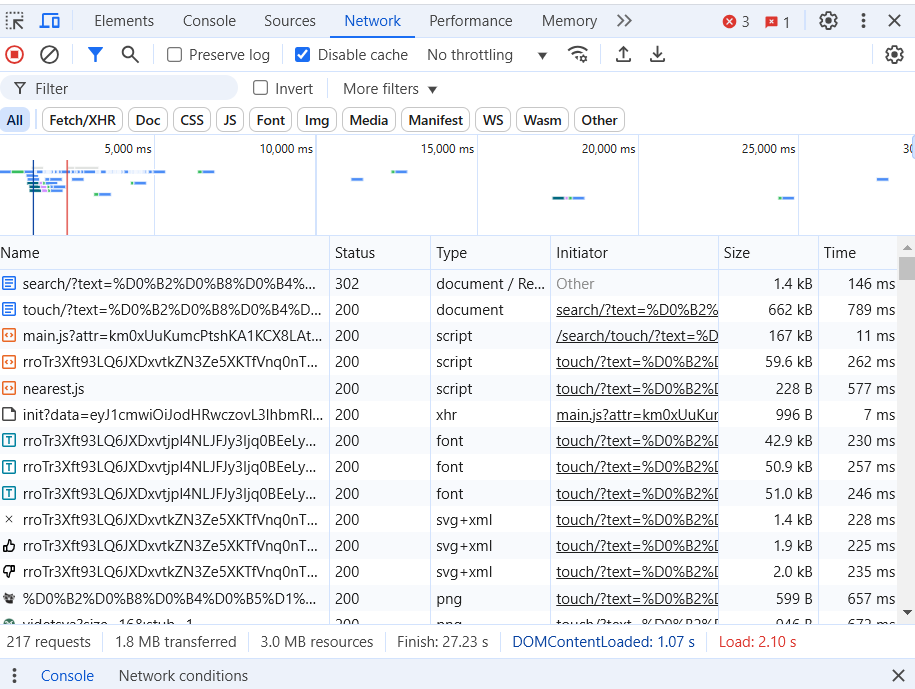 Elements Console Sources Network Performance Memory 3 1
Preserve log Disable cache No throttling
Filter Invert More filters
All Fetch/XHR Doc CSS JS Font Img Media Manifest WS Wasm Other
5,000 ms 10,000 ms 15,000 ms 20,000 ms 25,000 ms 30
Name Status Type Initiator Size Time
search/?text=%D0%B2%D0%B8%D0%B4%... 302 document / Re... Other 1.4 kB 146 ms
touch/?text=%D0%B2%D0%B8%D0%B4%D... 200 document search/?text=%D0%B2% 662 kB 789 ms
main.js?attr=km0xUuKumcPtshKA1KCX8LAt... 200 script /search/touch/?text=%D 167 kB 11 ms
rroTr3Xft93LQ6JXDxvtkZN3Ze5XKTfVnq0nT... 200 script touch/?text=%D0%B2%D 59.6 kB 262 ms
nearest.js 200 script touch/?text=%D0%B2%D 228 B 577 ms
init?data=eyJ1cmwiOiJodHRwczovL3lhbmRl... 200 xhr main.js?attr=km0xUuKur 996 B 7 ms
rroTr3Xft93LQ6JXDxvtjpI4NLJFJy3Ijq0BEeLy... 200 font touch/?text=%D0%B2%D 42.9 kB 230 ms
rroTr3Xft93LQ6JXDxvtjpI4NLJFJy3Ijq0BEeLy... 200 font touch/?text=%D0%B2%D 50.9 kB 257 ms
rroTr3Xft93LQ6JXDxvtjpI4NLJFJy3Ijq0BEeLy... 200 font touch/?text=%D0%B2%D 51.0 kB 246 ms
rroTr3Xft93LQ6JXDxvtkZN3Ze5XKTfVnq0nT... 200 svg+xml touch/?text=%D0%B2%D 1.4 kB 228 ms
rroTr3Xft93LQ6JXDxvtkZN3Ze5XKTfVnq0nT... 200 svg+xml touch/?text=%D0%B2%D 1.9 kB 225 ms
rroTr3Xft93LQ6JXDxvtkZN3Ze5XKTfVnq0nT... 200 svg+xml touch/?text=%D0%B2%D 2.0 kB 235 ms
%D0%B2%D0%B8%D0%B4%D0%B5%D1%... 200 png touch/?text=%D0%B2%D 599 B 657 ms
200 png 946 B 672 ms
217 requests 1.8 MB transferred 3.0 MB resources Finish: 27.23 s DOMContentLoaded: 1.07 s Load: 2.10 s
Console Network conditions